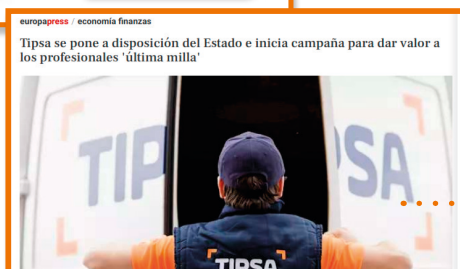 europapress / economía finanzas
Tipsa se pone a disposición del Estado e inicia campaña para dar valor a
los profesionales 'última milla'
TIP SA
TIPSA